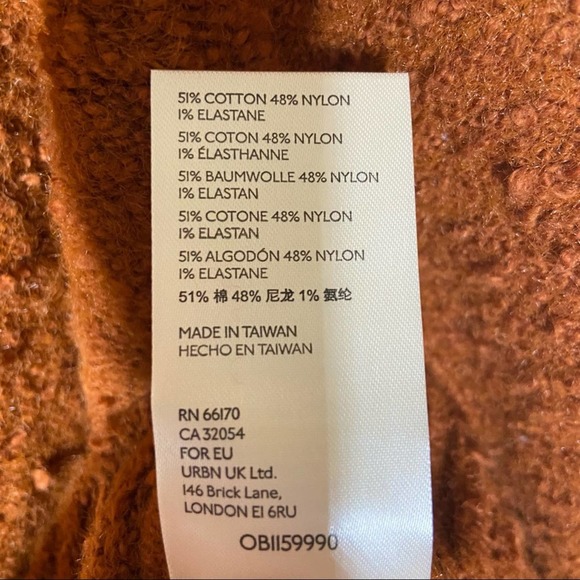 51% COTTON 48% NYLON
1% ELASTANE
51% COTON 48% NYLON
1% ÉLASTHANNE
51% BAUMWOLLE 48% NYLON
1% ELASTAN
51% COTONE 48% NYLON
1% ELASTAN
51% ALGODÓN 48% NYLON
1% ELASTANE
51% 棉 48% 尼龙 1% 氨纶
MADE IN TAIWAN
HECHO EN TAIWAN
RN 66170
CA 32054
FOR EU
URBN UK Ltd.
146 Brick Lane,
LONDON E1 6RU
OB1159990